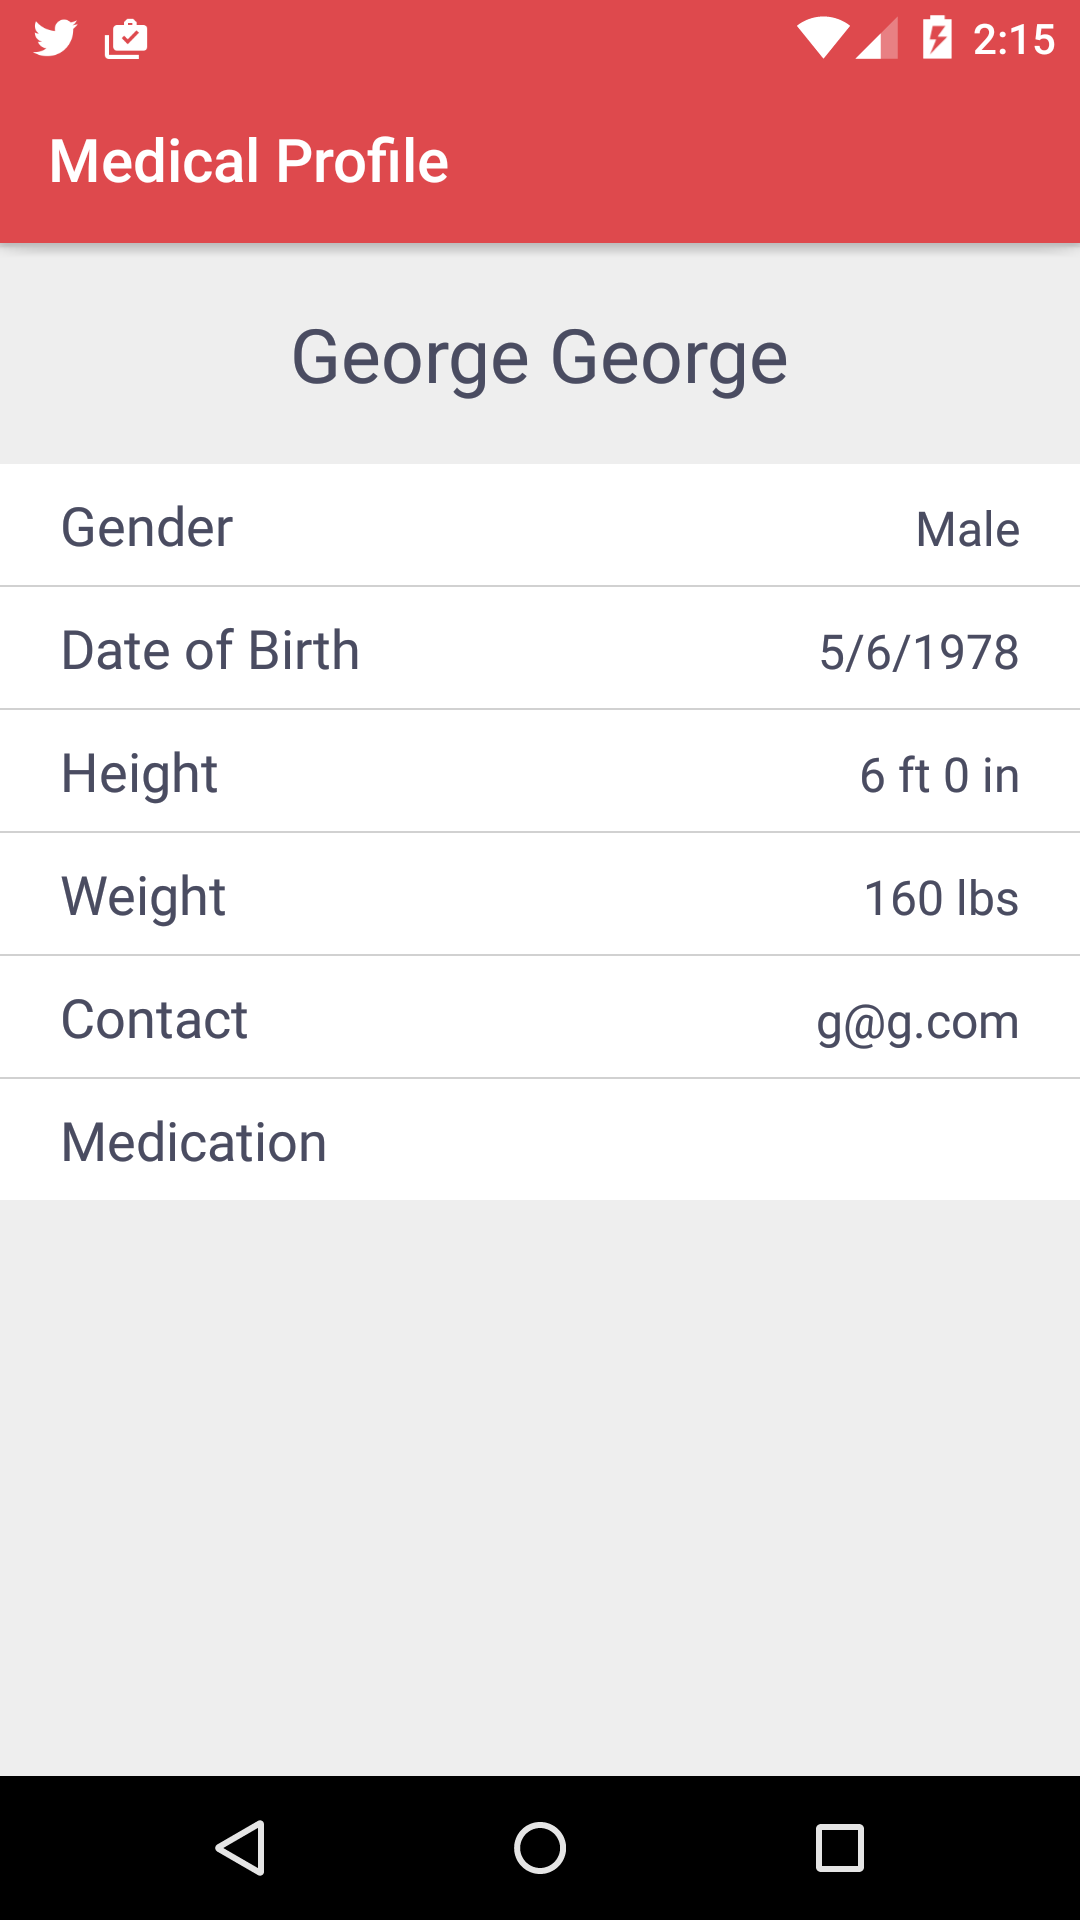 2:15
Medical Profile
George George
Gender Male
Date of Birth 5/6/1978
Height 6 ft 0 in
Weight 160 lbs
Contact g@g.com
Medication